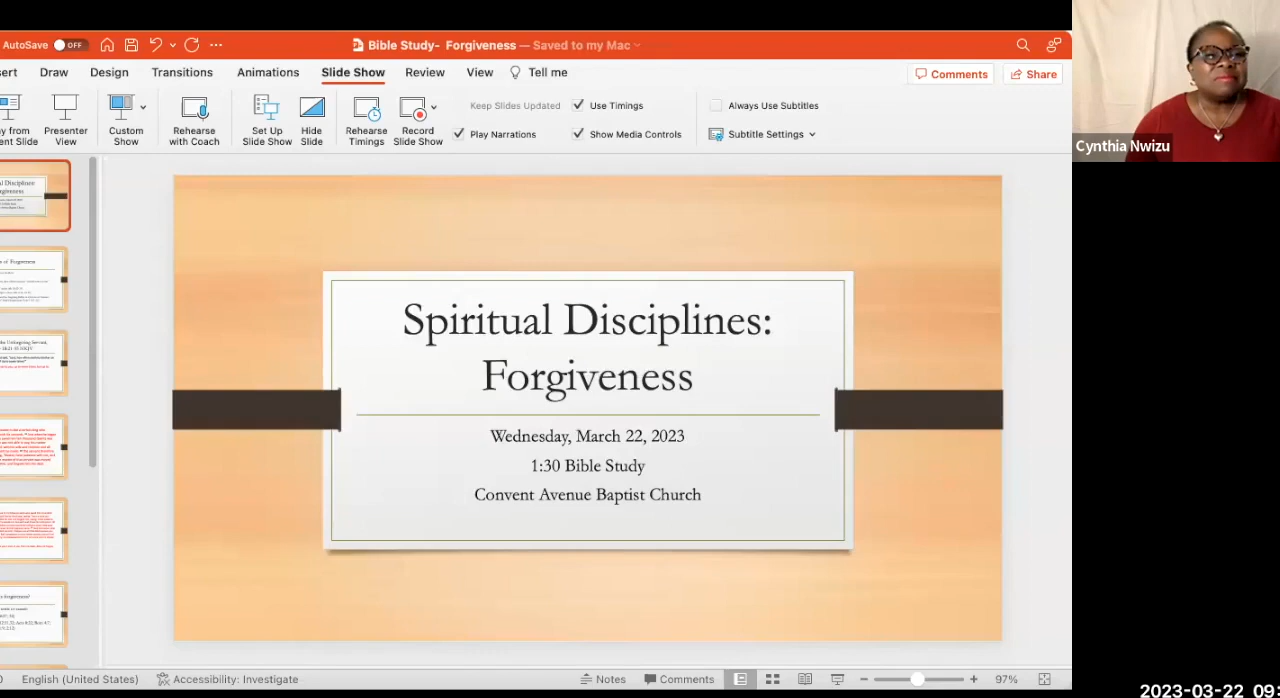 AutoSave OFF
Bible Study- Forgiveness — Saved to my Mac
Draw Design Transitions Animations Slide Show Review View Tell me
Comments Share
Presenter View
Custom Show
Rehearse with Coach
Set Up Slide Show
Hide Slide
Rehearse Timings
Record Slide Show
Keep Slides Updated
Use Timings
Play Narrations
Show Media Controls
Always Use Subtitles
Subtitle Settings
Cynthia Nwizu
Spiritual Disciplines:
Forgiveness
Wednesday, March 22, 2023
1:30 Bible Study
Convent Avenue Baptist Church
English (United States) Accessibility: Investigate Notes Comments 97%
2023-03-22 09